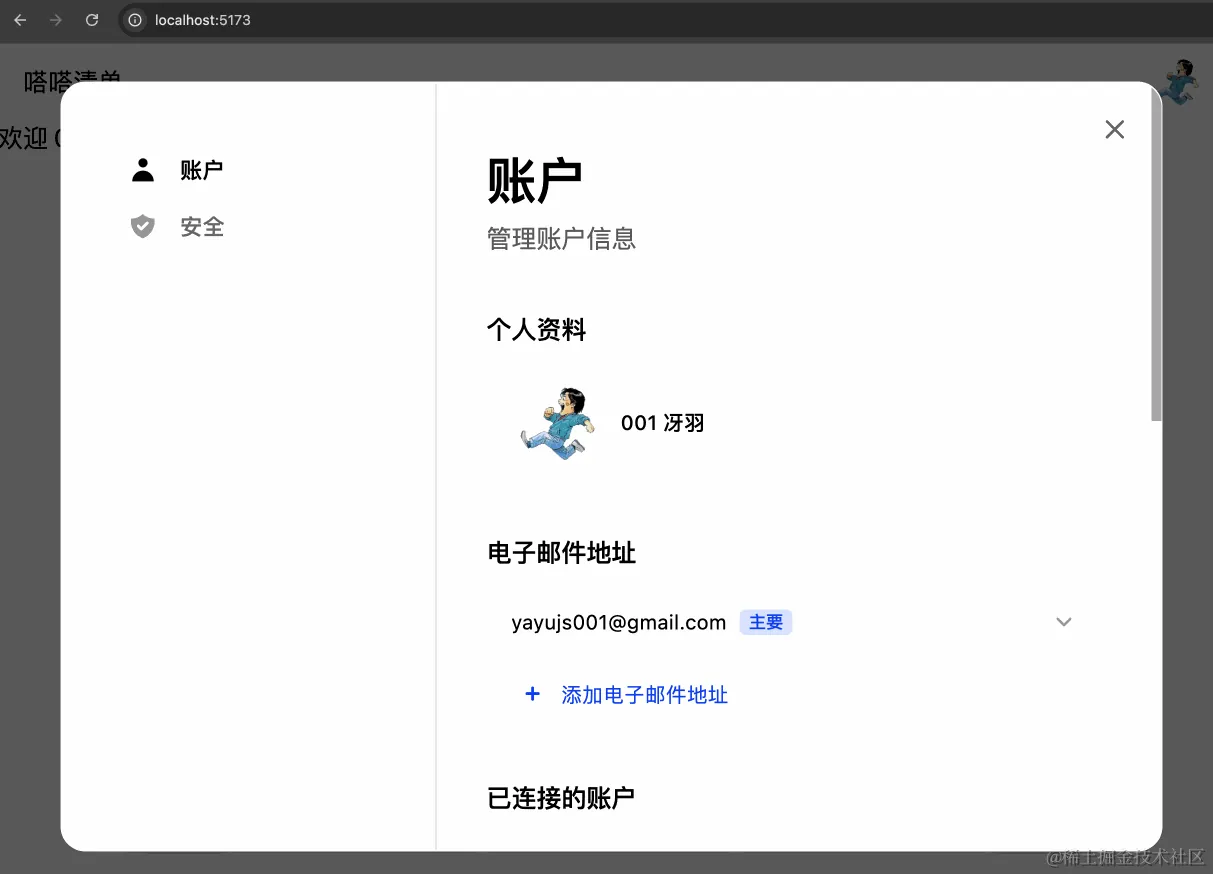 localhost:5173
嗒嗒清单
欢迎
账户
安全
账户
管理账户信息
个人资料
001 冴羽
电子邮件地址
yayujs001@gmail.com 主要
+ 添加电子邮件地址
已连接的账户
@稀土掘金技术社区